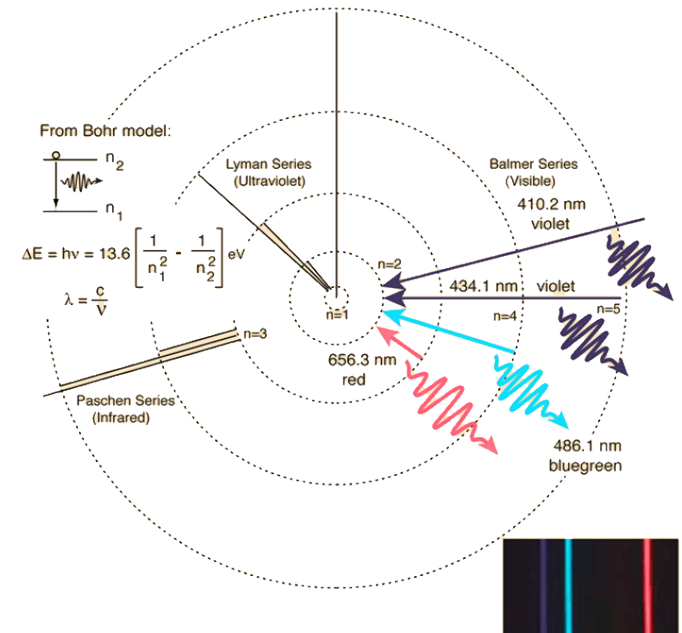 From Bohr model:
n₂
n₁
ΔE = hν = 13.6 [ 1/n₁² - 1/n₂² ] eV
λ = c/ν
Lyman Series
(Ultraviolet)
Balmer Series
(Visible)
410.2 nm
violet
n=2
434.1 nm violet
n=1
n=4
n=5
n=3
656.3 nm
red
Paschen Series
(Infrared)
486.1 nm
bluegreen